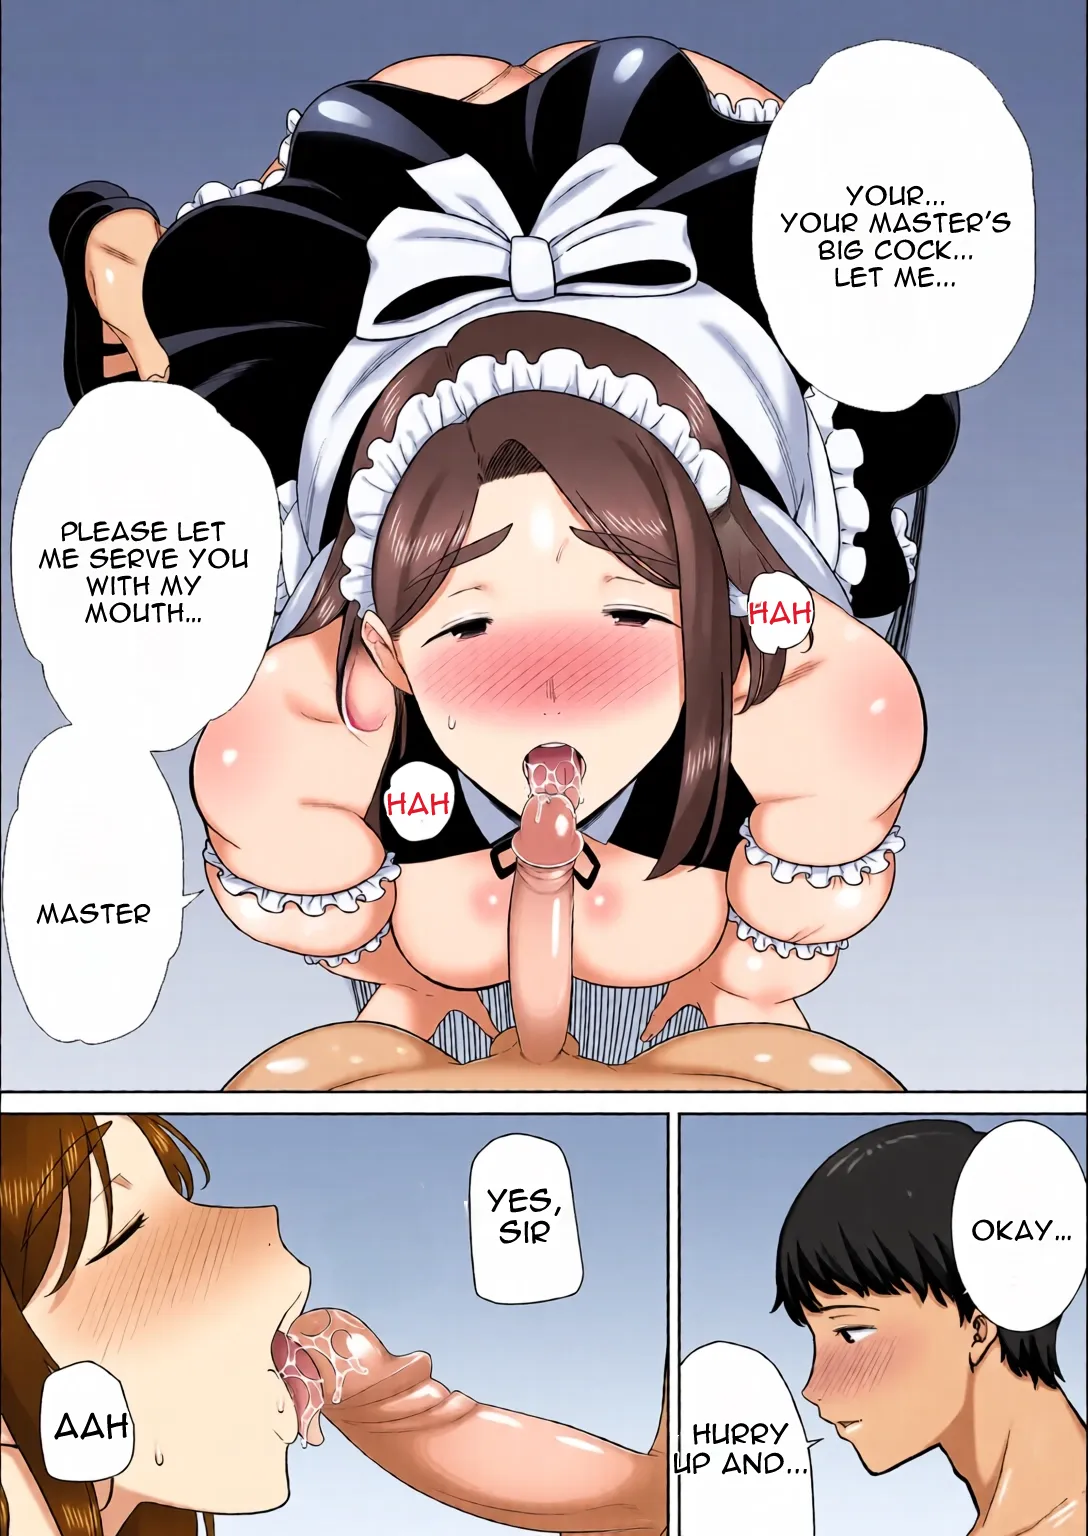 YOUR...
YOUR MASTER'S
BIG COCK...
LET ME...
PLEASE LET
ME SERVE YOU
WITH MY
MOUTH...
HAH
HAH
MASTER
YES,
SIR
AAH
OKAY...
HURRY
UP AND...